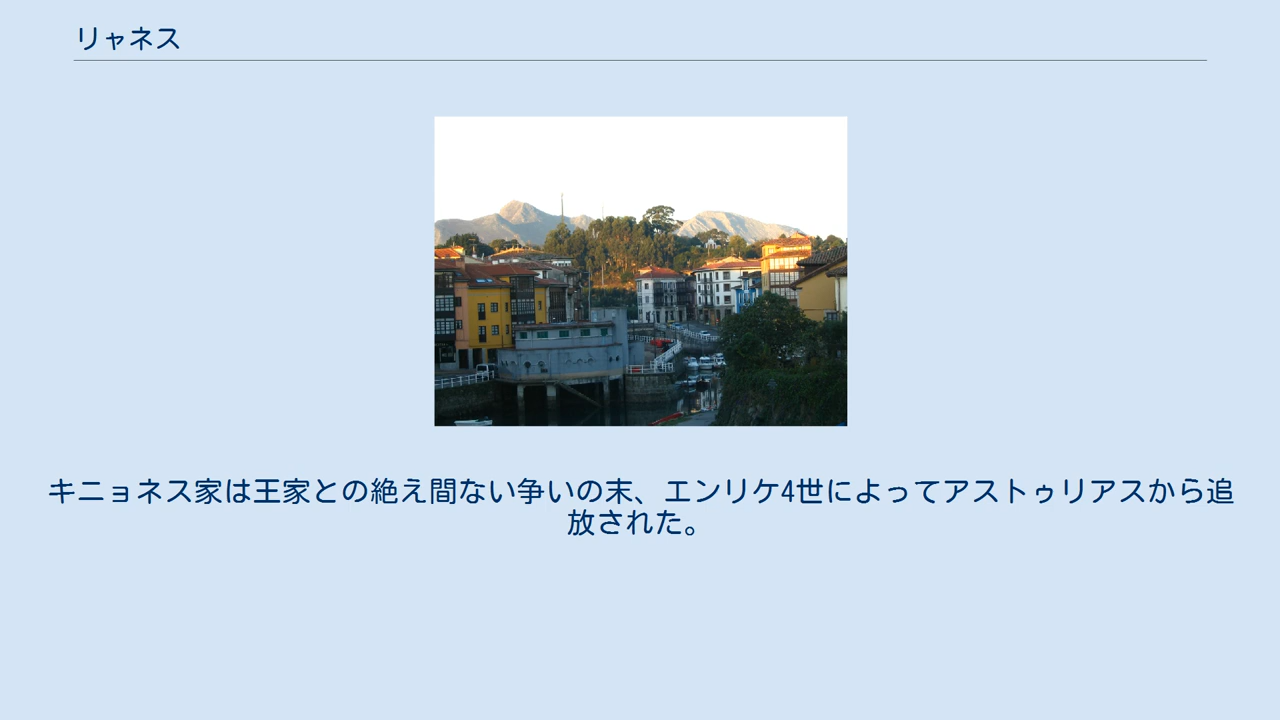 リャネス
キニョネス家は王家との絶え間ない争いの末、エンリケ4世によってアストゥリアスから追
放された。